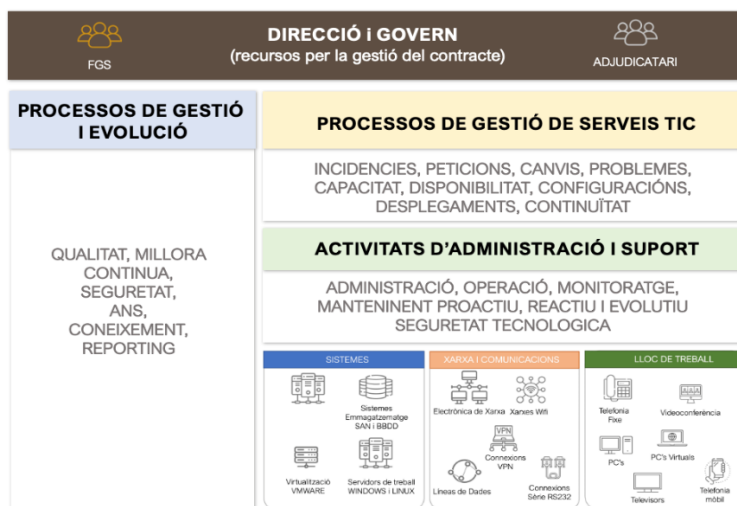 DIRECCIÓ i GOVERN
(recursos per la gestió del contracte)
FGS
ADJUDICATARI
PROCESSOS DE GESTIÓ
I EVOLUCIÓ
QUALITAT, MILLORA
CONTINUA,
SEGURETAT,
ANS,
CONEIXEMENT,
REPORTING
PROCESSOS DE GESTIÓ DE SERVEIS TIC
INCIDENCIES, PETICIONS, CANVIS, PROBLEMES,
CAPACITAT, DISPONIBILITAT, CONFIGURACIÓNS,
DESPLEGAMENTS, CONTINUÏTAT
ACTIVITATS D'ADMINISTRACIÓ I SUPORT
ADMINISTRACIÓ, OPERACIÓ, MONITORATGE,
MANTENINENT PROACTIU, REACTIU I EVOLUTIU
SEGURETAT TECNOLOGICA
SISTEMES
Sistemes
Emmagatzematge
SAN i BBDD
Virtualització
VMWARE
Servidors de treball
WINDOWS i LINUX
XARXA I COMUNICACIONS
Electrònica de Xarxa
Xarxes Wifi
VPN
Connexions
VPN
Línees de Dades
Connexions
Sèrie RS232
LLOC DE TREBALL
Telefonia
Fixe
Videoconferència
PC's
PC's Virtuals
Televisors
Telefonia
mòbil